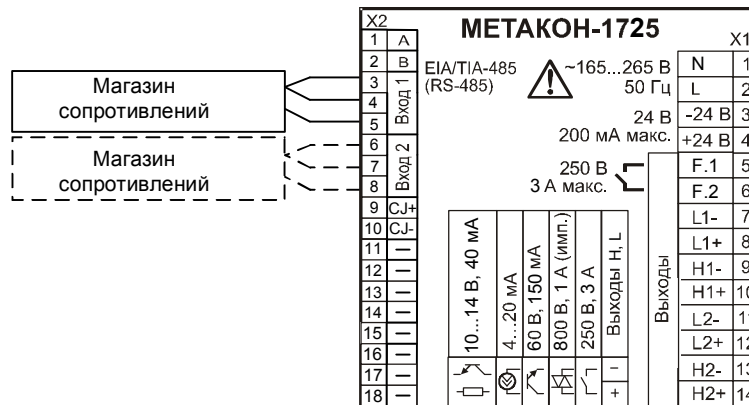 X2
МЕТАКОН-1725
X1
1 A
2 B
3
4
5
Вход 1
6
7
8
Вход 2
9 CJ+
10 CJ-
11 —
12 —
13 —
14 —
15 —
16 —
17 —
18 —
Магазин
сопротивлений
Магазин
сопротивлений
EIA/TIA-485
(RS-485)
~165...265 В
50 Гц
24 В
200 мА макс.
250 В
3 А макс.
10...14 В, 40 мА
4...20 мА
60 В, 150 мА
800 В, 1 А (имп.)
250 В, 3 А
Выходы H, L
−
+
Выходы
N 1
L 2
-24 В 3
+24 В 4
F.1 5
F.2 6
L1- 7
L1+ 8
H1- 9
H1+ 10
L2- 11
L2+ 12
H2- 13
H2+ 14